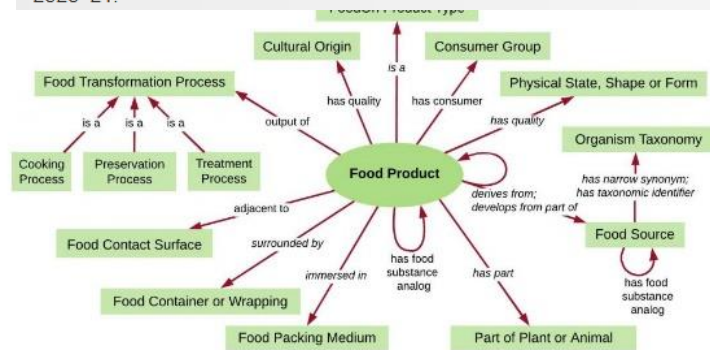 Cultural Origin
Consumer Group
is a
Food Transformation Process
Physical State, Shape or Form
has quality
has consumer
has quality
is a
is a
is a
output of
Organism Taxonomy
Cooking
Process
Preservation
Process
Treatment
Process
Food Product
has narrow synonym;
has taxonomic identifier
derives from;
develops from part of
adjacent to
Food Contact Surface
surrounded by
Food Source
has food
substance
analog
immersed in
has part
has food
substance
analog
Food Container or Wrapping
Food Packing Medium
Part of Plant or Animal